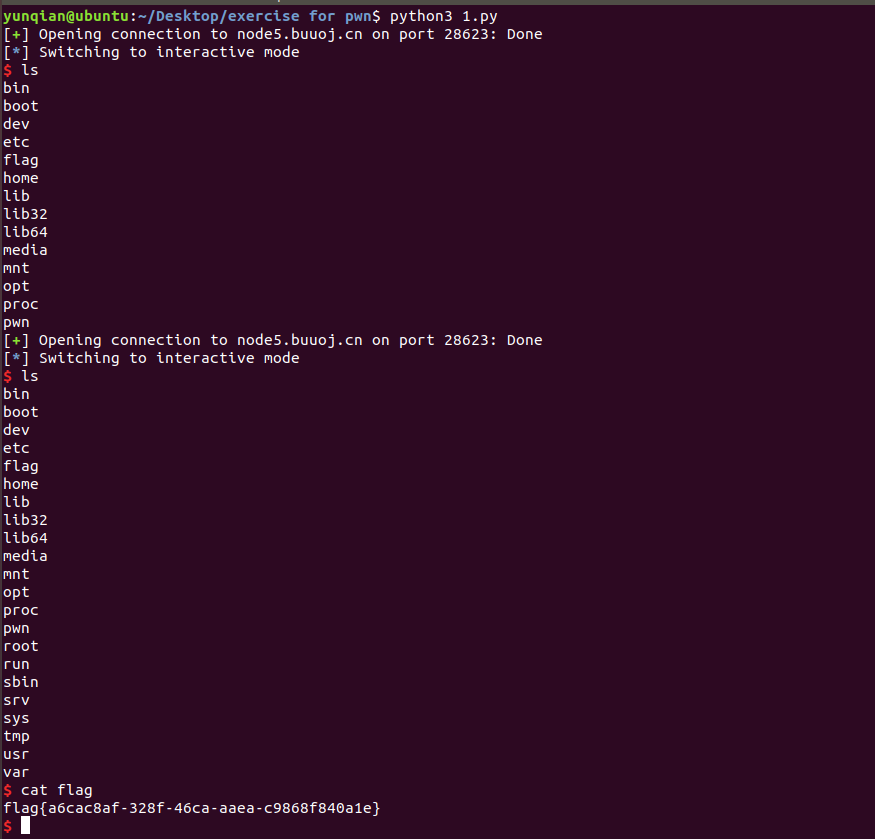 yunqian@ubuntu:~/Desktop/exercise for pwn$ python3 1.py
[+] Opening connection to node5.buuoj.cn on port 28623: Done
[*] Switching to interactive mode
$ ls
bin
boot
dev
etc
flag
home
lib
lib32
lib64
media
mnt
opt
proc
pwn
[+] Opening connection to node5.buuoj.cn on port 28623: Done
[*] Switching to interactive mode
$ ls
bin
boot
dev
etc
flag
home
lib
lib32
lib64
media
mnt
opt
proc
pwn
root
run
sbin
srv
sys
tmp
usr
var
$ cat flag
flag{a6cac8af-328f-46ca-aaea-c9868f840a1e}
$